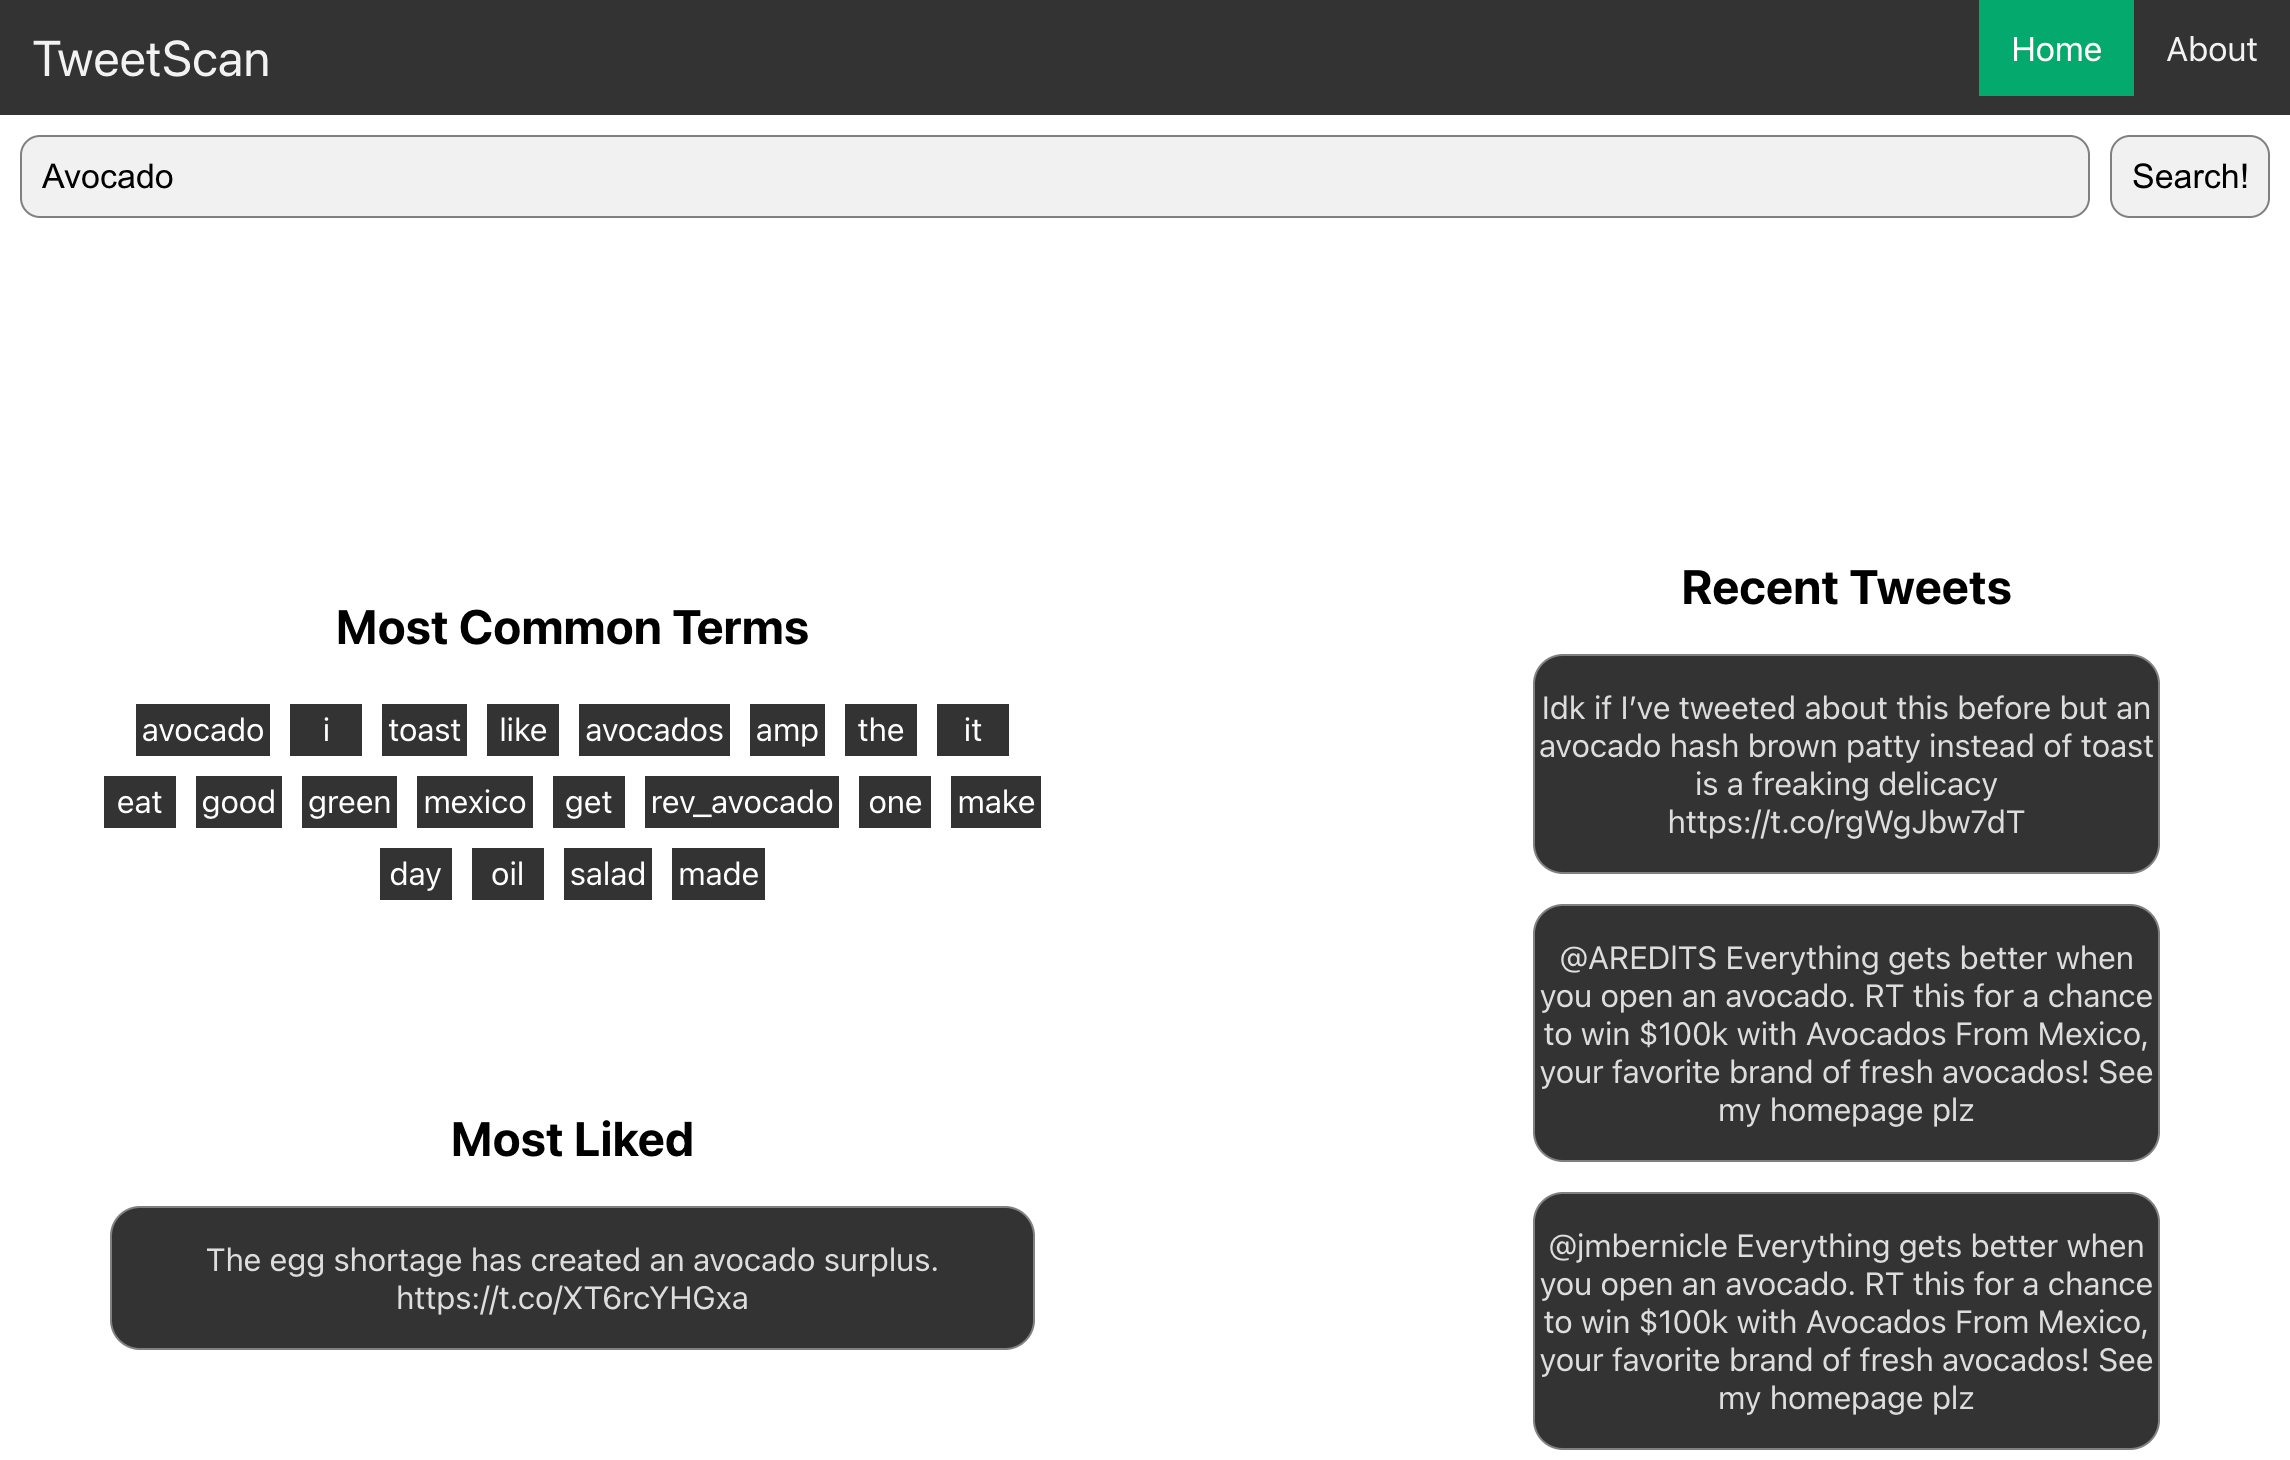 TweetScan
Home
About
Avocado
Search!
Most Common Terms
avocado i toast like avocados amp the it
eat good green mexico get rev_avocado one make
day oil salad made
Most Liked
The egg shortage has created an avocado surplus.
https://t.co/XT6rcYHGxa
Recent Tweets
Idk if I’ve tweeted about this before but an
avocado hash brown patty instead of toast
is a freaking delicacy
https://t.co/rgWgJbw7dT
@AREDlTS Everything gets better when
you open an avocado. RT this for a chance
to win $100k with Avocados From Mexico,
your favorite brand of fresh avocados! See
my homepage plz
@jmbernicle Everything gets better when
you open an avocado. RT this for a chance
to win $100k with Avocados From Mexico,
your favorite brand of fresh avocados! See
my homepage plz